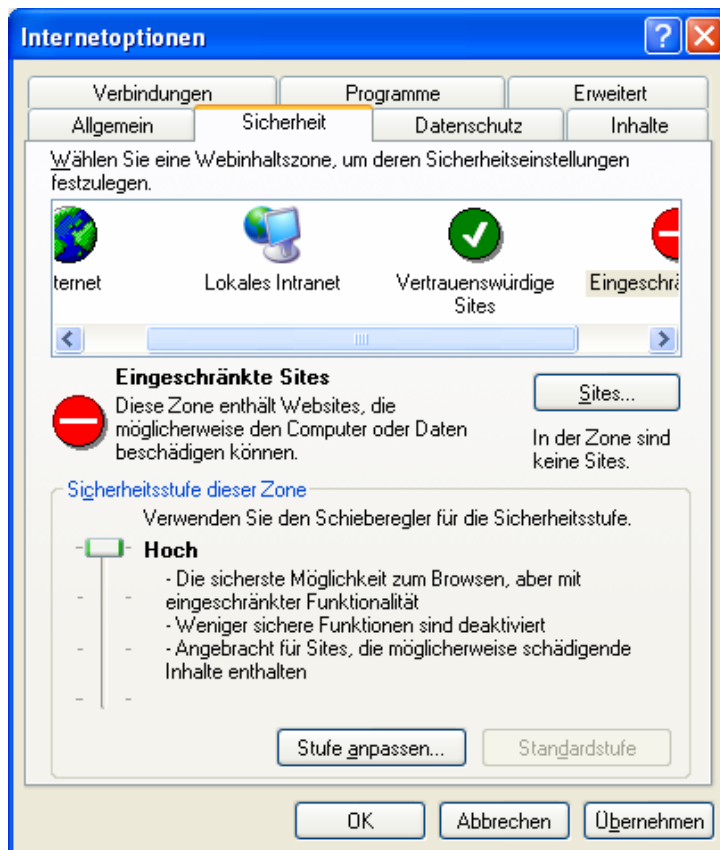 Internetoptionen
Verbindungen Programme Erweitert
Allgemein Sicherheit Datenschutz Inhalte
Wählen Sie eine Webinhaltszone, um deren Sicherheitseinstellungen
festzulegen.
ternet Lokales Intranet Vertrauenswürdige Eingeschrä
Sites
Eingeschränkte Sites
Diese Zone enthält Websites, die
möglicherweise den Computer oder Daten
beschädigen können.
Sites...
In der Zone sind
keine Sites.
Sicherheitsstufe dieser Zone
Verwenden Sie den Schieberegler für die Sicherheitsstufe.
Hoch
- Die sicherste Möglichkeit zum Browsen, aber mit
eingeschränkter Funktionalität
- Weniger sichere Funktionen sind deaktiviert
- Angebracht für Sites, die möglicherweise schädigende
Inhalte enthalten
Stufe anpassen... Standardstufe
OK Abbrechen Übernehmen